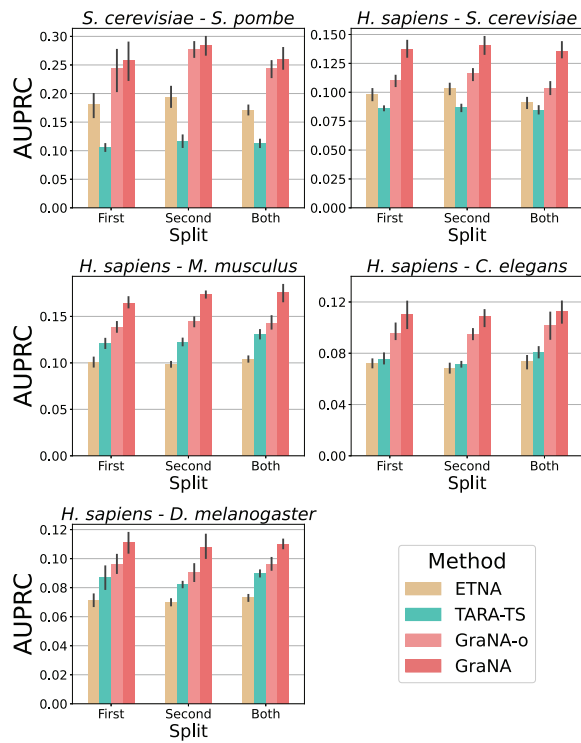 S. cerevisiae - S. pombe
H. sapiens - S. cerevisiae
AUPRC
0.30
0.25
0.20
0.15
0.10
0.05
0.00
0.150
0.125
0.100
0.075
0.050
0.025
0.000
First Second Both
First Second Both
Split
Split
H. sapiens - M. musculus
H. sapiens - C. elegans
AUPRC
0.15
0.10
0.05
0.00
0.12
0.08
0.04
0.00
First Second Both
First Second Both
Split
Split
H. sapiens - D. melanogaster
AUPRC
0.12
0.10
0.08
0.06
0.04
0.02
0.00
First Second Both
Split
Method
ETNA
TARA-TS
GraNA-o
GraNA